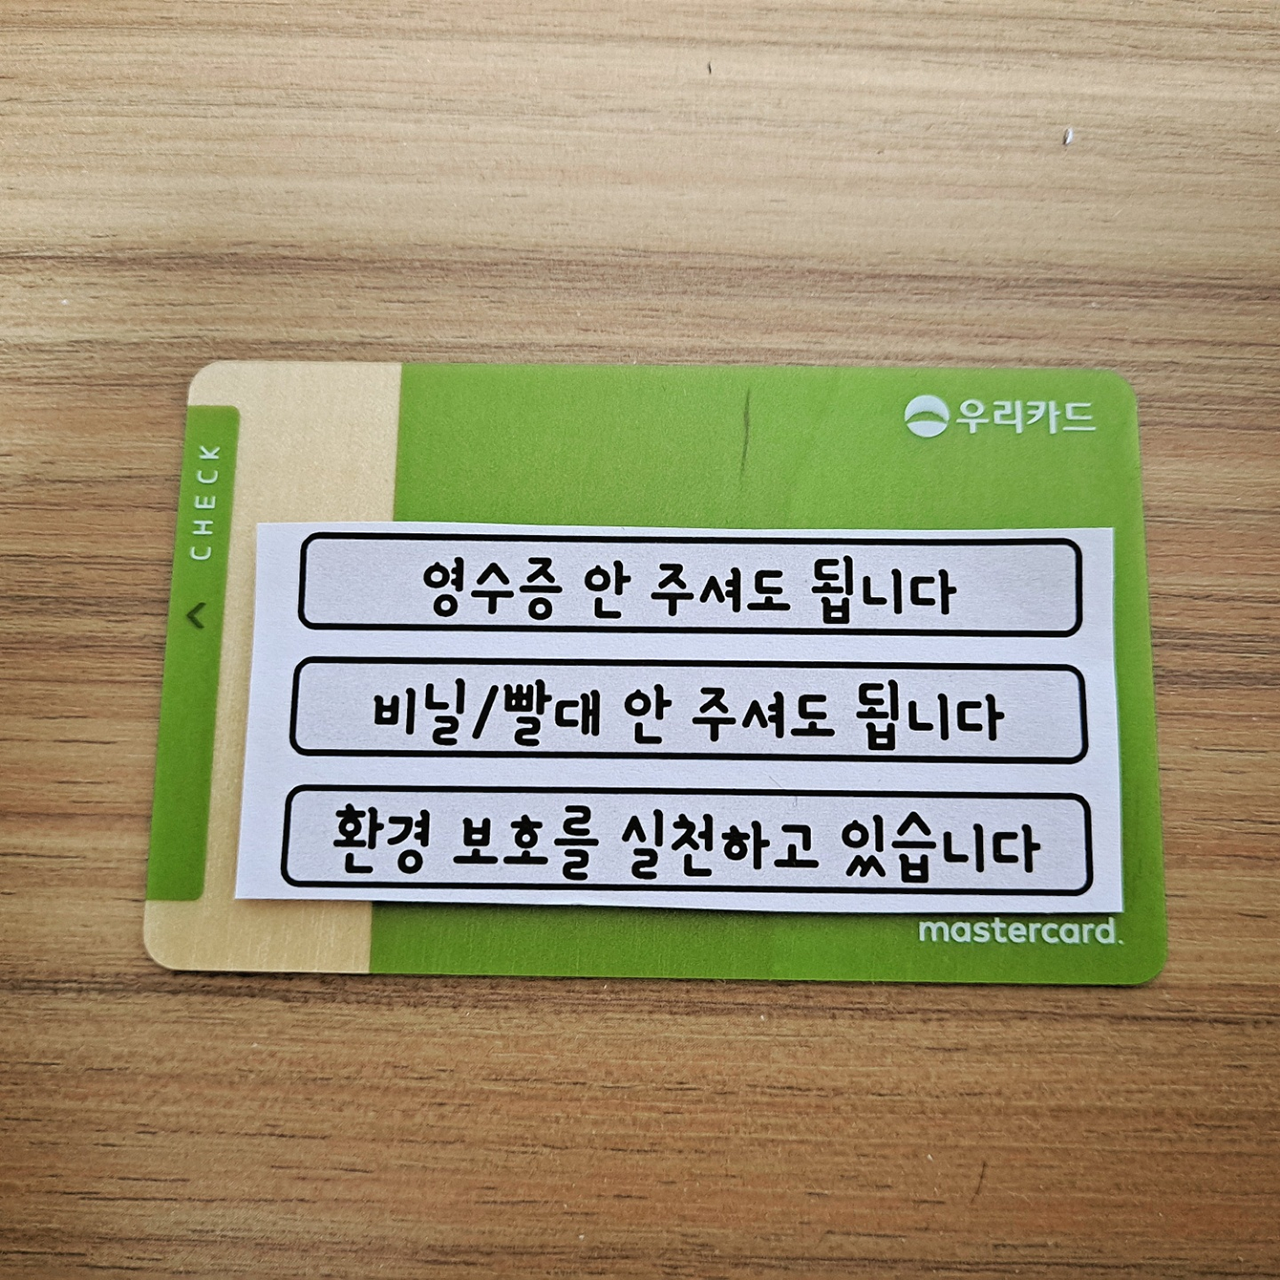 우리카드
CHECK
영수증 안 주셔도 됩니다
비닐/빨대 안 주셔도 됩니다
환경 보호를 실천하고 있습니다
mastercard.